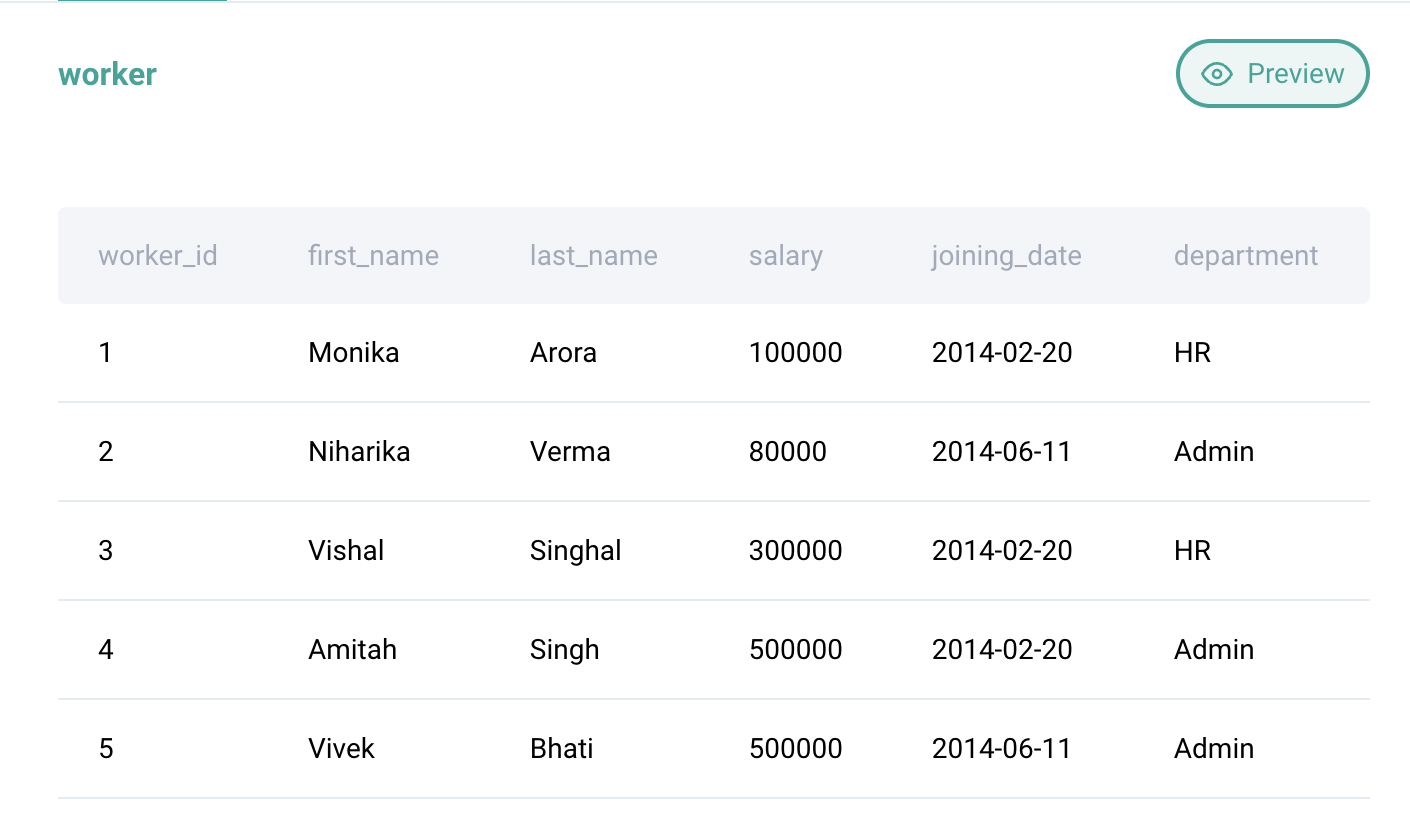 worker
Preview
worker_id first_name last_name salary joining_date department
1 Monika Arora 100000 2014-02-20 HR
2 Niharika Verma 80000 2014-06-11 Admin
3 Vishal Singhal 300000 2014-02-20 HR
4 Amitah Singh 500000 2014-02-20 Admin
5 Vivek Bhati 500000 2014-06-11 Admin